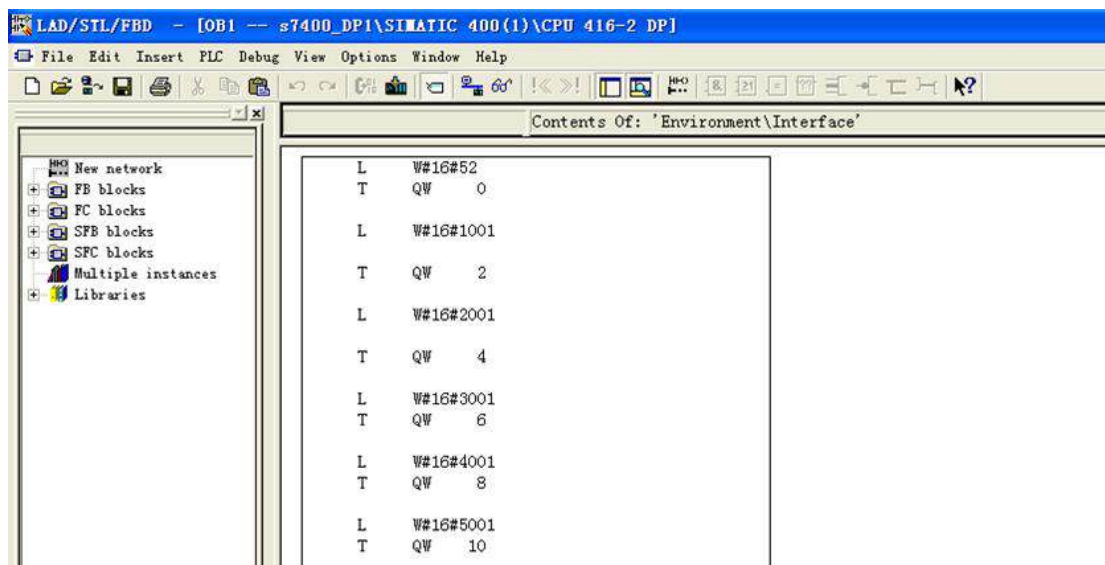 LAD/STL/FBD - [OB1 -- s7400_DP1\SIMATIC 400(1)\CPU 416-2 DP]
File Edit Insert PLC Debug View Options Window Help
Contents Of: 'Environment\Interface'
New network
FB blocks
FC blocks
SFB blocks
SFC blocks
Multiple instances
Libraries
L W#16#52
T QW 0
L W#16#1001
T QW 2
L W#16#2001
T QW 4
L W#16#3001
T QW 6
L W#16#4001
T QW 8
L W#16#5001
T QW 10